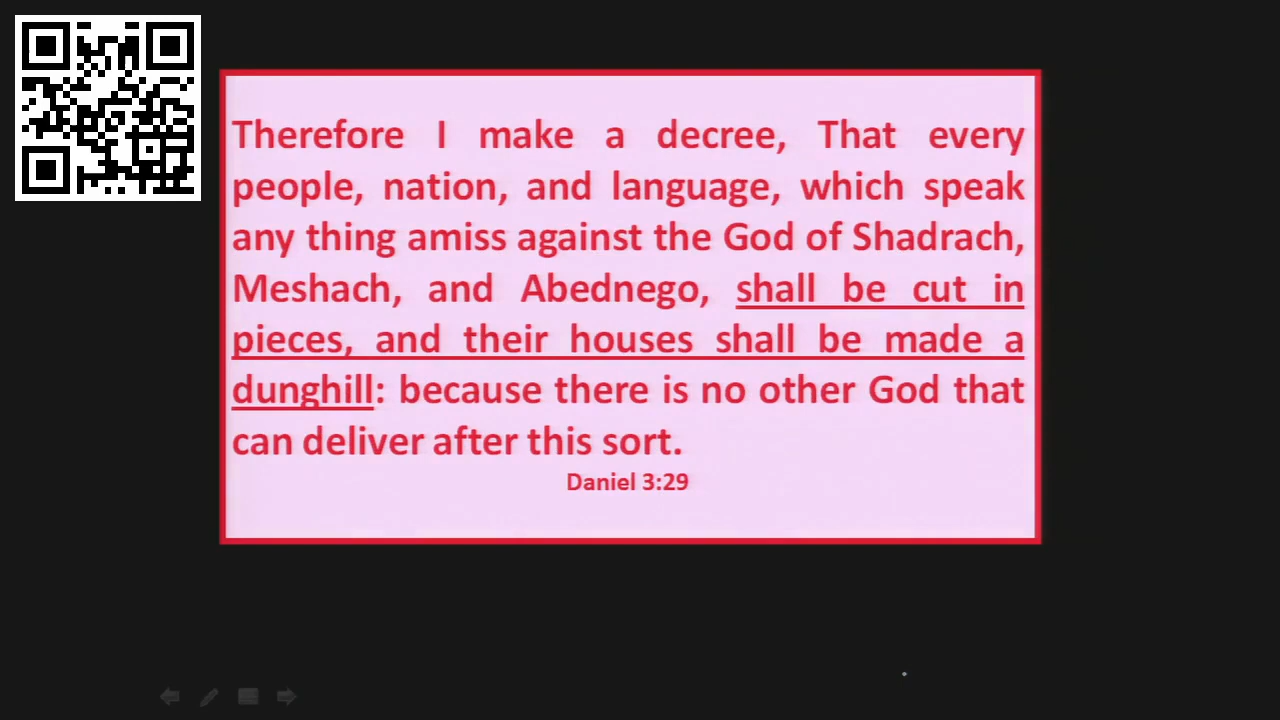 Therefore I make a decree, That every
people, nation, and language, which speak
any thing amiss against the God of Shadrach,
Meshach, and Abednego, shall be cut in
pieces, and their houses shall be made a
dunghill: because there is no other God that
can deliver after this sort.
Daniel 3:29